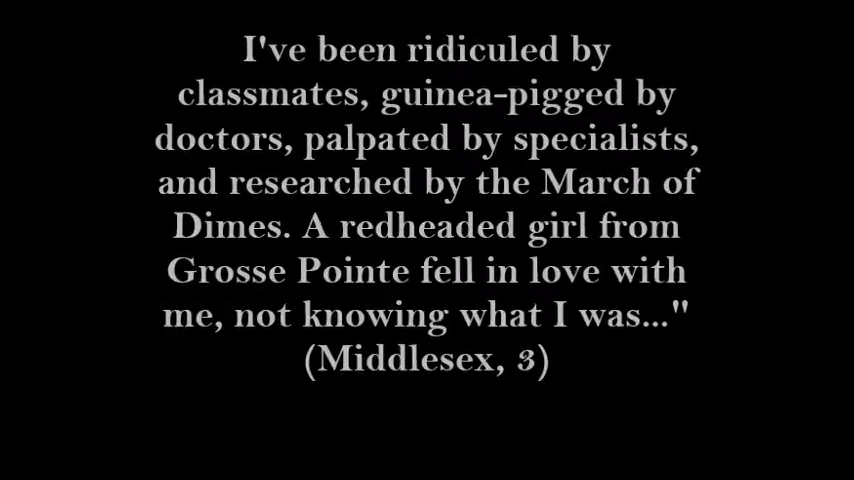 I've been ridiculed by
classmates, guinea-pigged by
doctors, palpated by specialists,
and researched by the March of
Dimes. A redheaded girl from
Grosse Pointe fell in love with
me, not knowing what I was..."
(Middlesex, 3)